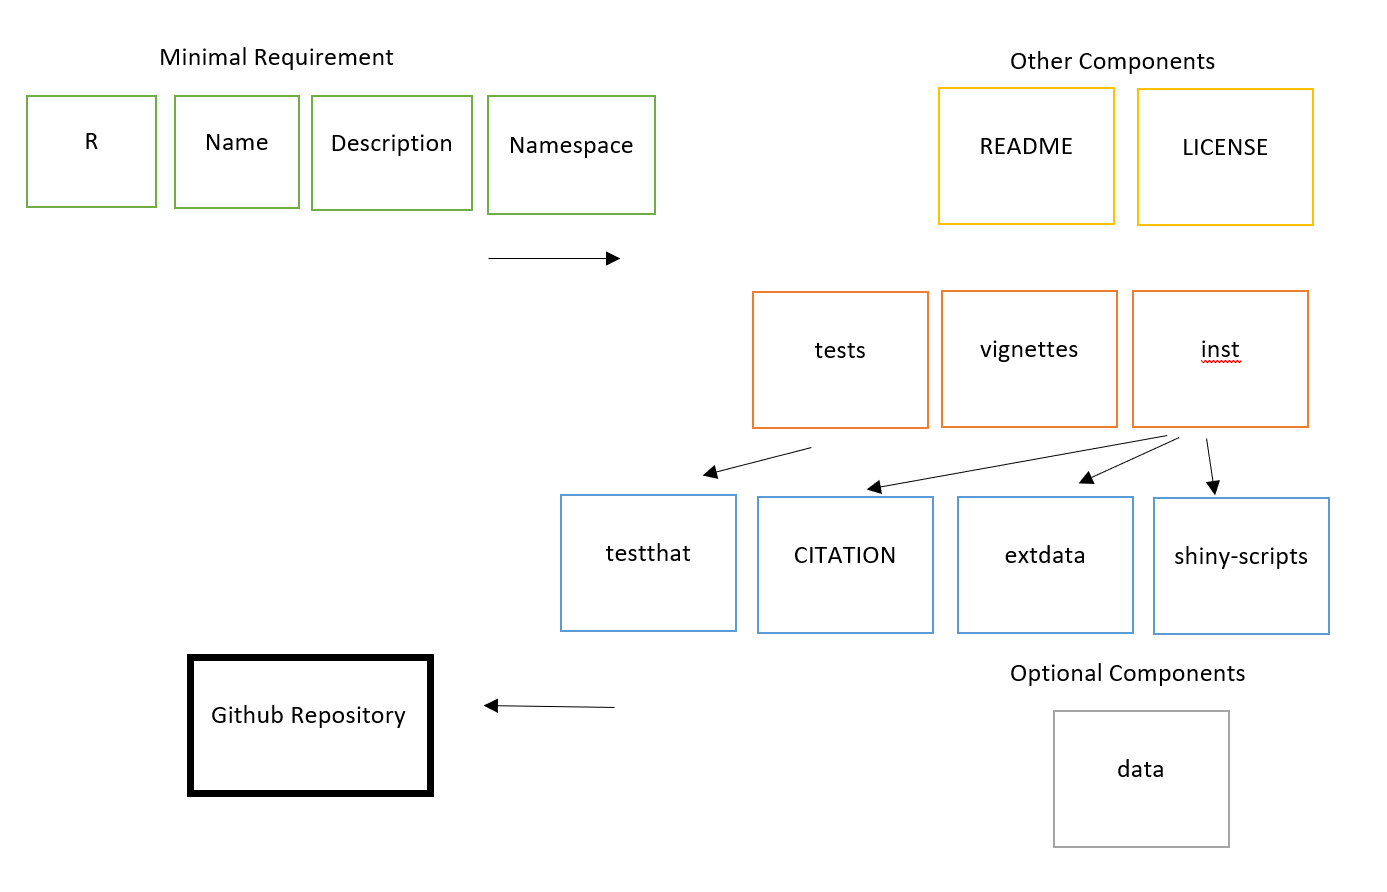 Minimal Requirement
R
Name
Description
Namespace
Other Components
README
LICENSE
tests
vignettes
inst
testthat
CITATION
extdata
shiny-scripts
Github Repository
Optional Components
data